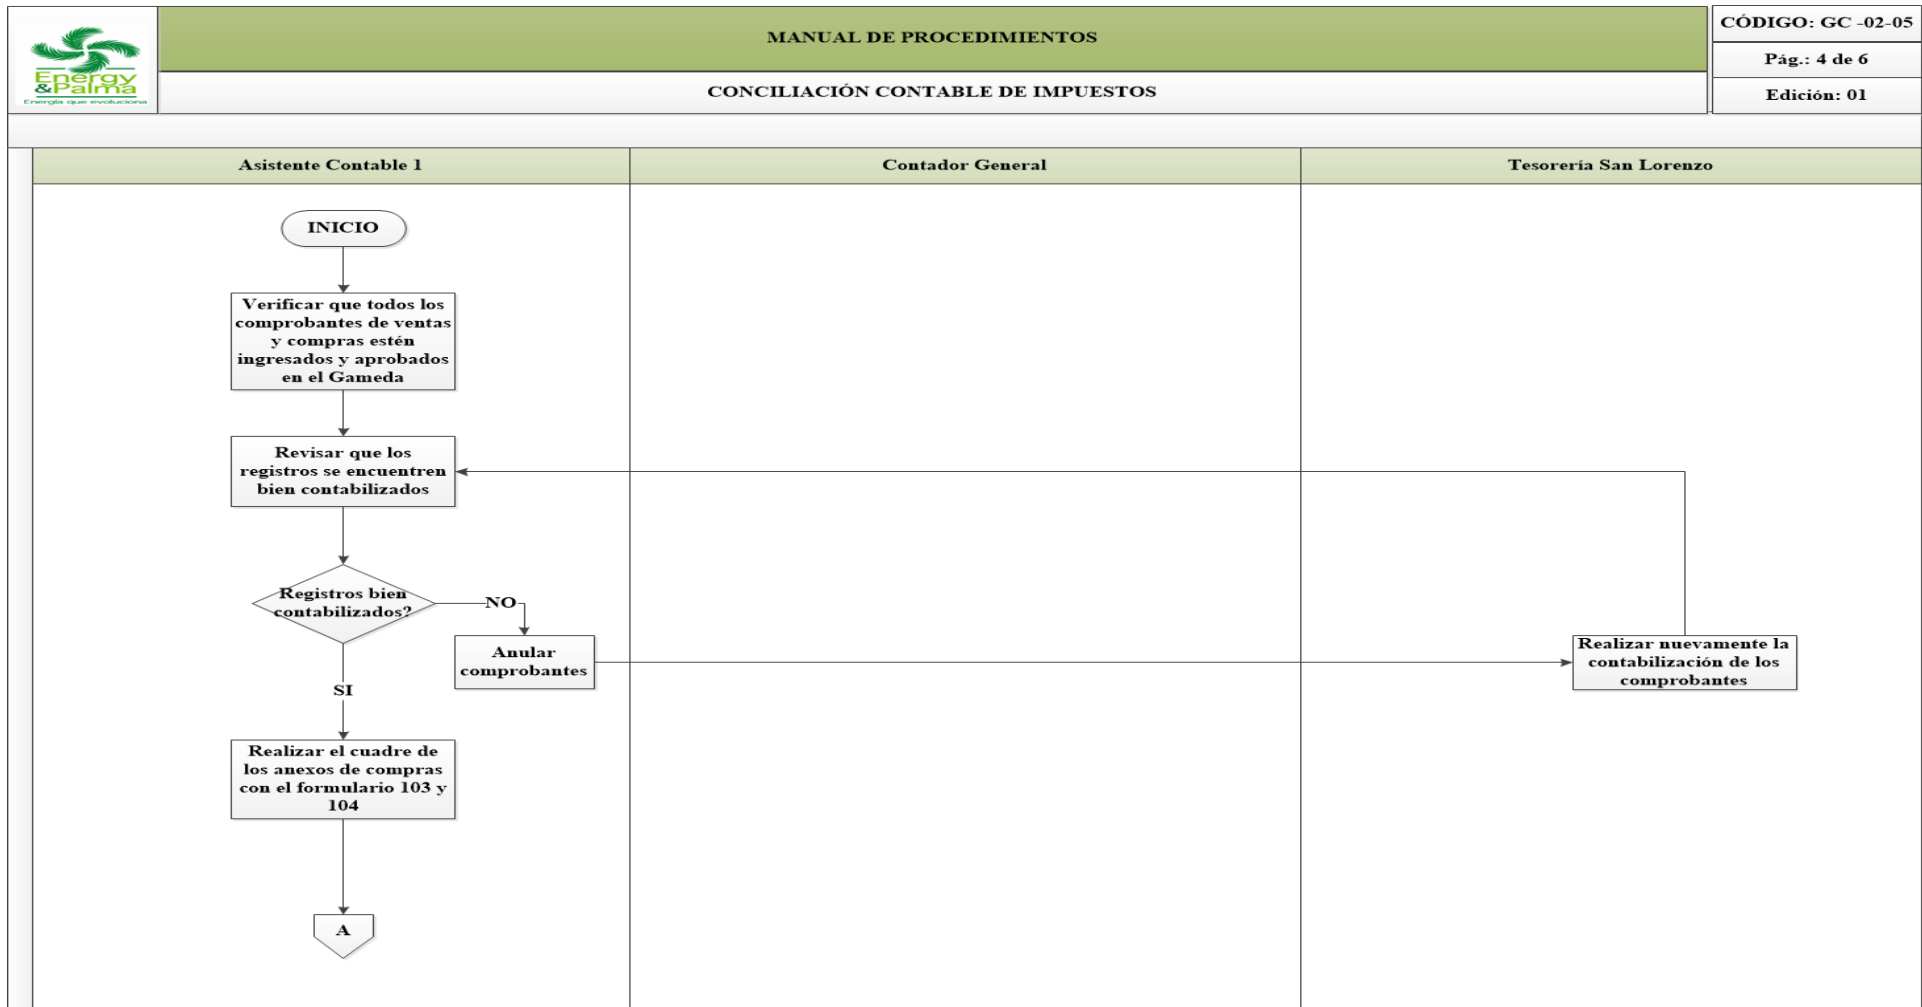 Energy
&Palma
Energía que evoluciona
MANUAL DE PROCEDIMIENTOS
CONCILIACIÓN CONTABLE DE IMPUESTOS
CÓDIGO: GC -02-05
Pág.: 4 de 6
Edición: 01
Asistente Contable 1
Contador General
Tesorería San Lorenzo
INICIO
Verificar que todos los
comprobantes de ventas
y compras estén
ingresados y aprobados
en el Gameda
Revisar que los
registros se encuentren
bien contabilizados
Registros bien
contabilizados?
NO
Anular
comprobantes
Realizar nuevamente la
contabilización de los
comprobantes
SI
Realizar el cuadre de
los anexos de compras
con el formulario 103 y
104
A